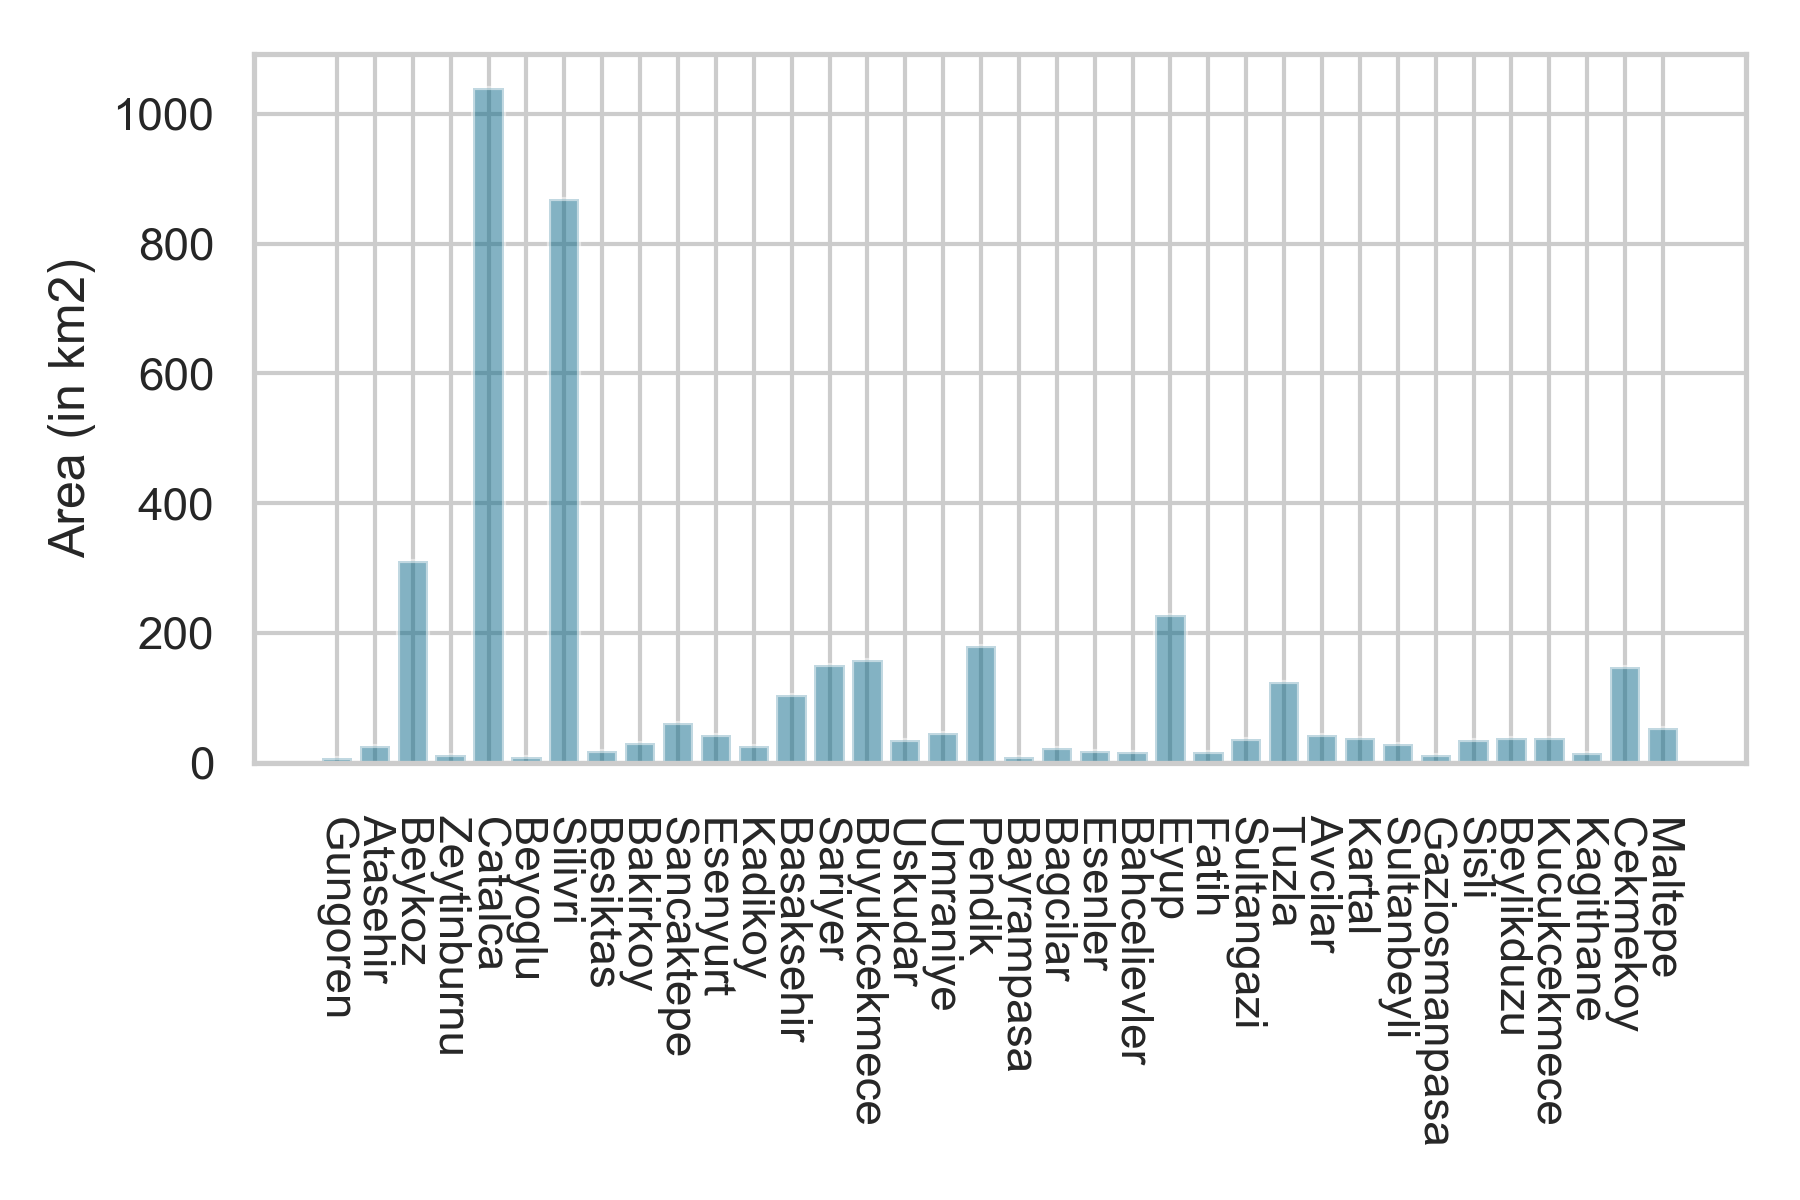 Area (in km2)
1000
800
600
400
200
0
Gungoren
Atasehir
Beykoz
Zeytinburnu
Catalca
Beyoglu
Silivri
Besiktas
Bakirkoy
Sancaktepe
Esenyurt
Kadikoy
Basaksehir
Sariyer
Buyukcekmece
Uskudar
Umraniye
Pendik
Bayrampasa
Bagcilar
Esenler
Bahcelievler
Eyup
Fatih
Sultangazi
Tuzla
Avcilar
Kartal
Sultanbeyli
Gaziosmanpasa
Sisli
Beylikduzu
Kucukcekmece
Kagithane
Cekmekoy
Maltepe